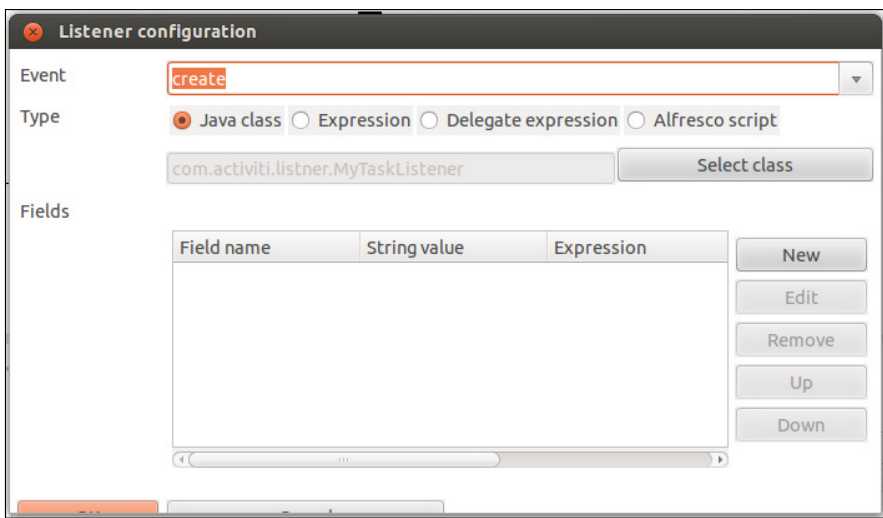 Listener configuration
Event create
Type Java class Expression Delegate expression Alfresco script
com.activiti.listner.MyTaskListener Select class
Fields
Field name String value Expression New
Edit
Remove
Up
Down